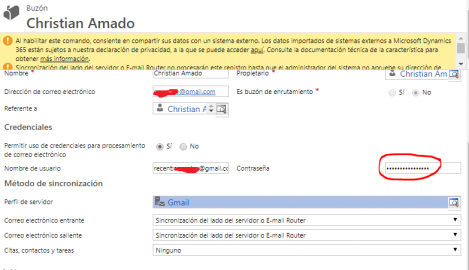 Buzón
Christian Amado
Al habilitar este comando, consiente en compartir sus datos con un sistema externo. Los datos importados de sistemas externos a Microsoft Dynamics
365 están sujetos a nuestra declaración de privacidad, a la que se puede acceder aquí. Consulte la documentación técnica de la característica para
obtener más información.
Sincronización del lado del servidor o E-mail Router no procesarán este registro hasta que el administrador del sistema no apruebe su dirección de
Nombre * Christian Amado Propietario * Christian Am
Dirección de correo electrónico @gmail.com Es buzón de enrutamiento * Sí No
Referente a Christian A
Credenciales
Permitir uso de credenciales para procesamiento de correo electrónico Sí No
Nombre de usuario recent @gmail.cc Contraseña ••••••••••••••••
Método de sincronización
Perfil de servidor Gmail
Correo electrónico entrante Sincronización del lado del servidor o E-mail Router
Correo electrónico saliente Sincronización del lado del servidor o E-mail Router
Citas, contactos y tareas Ninguno